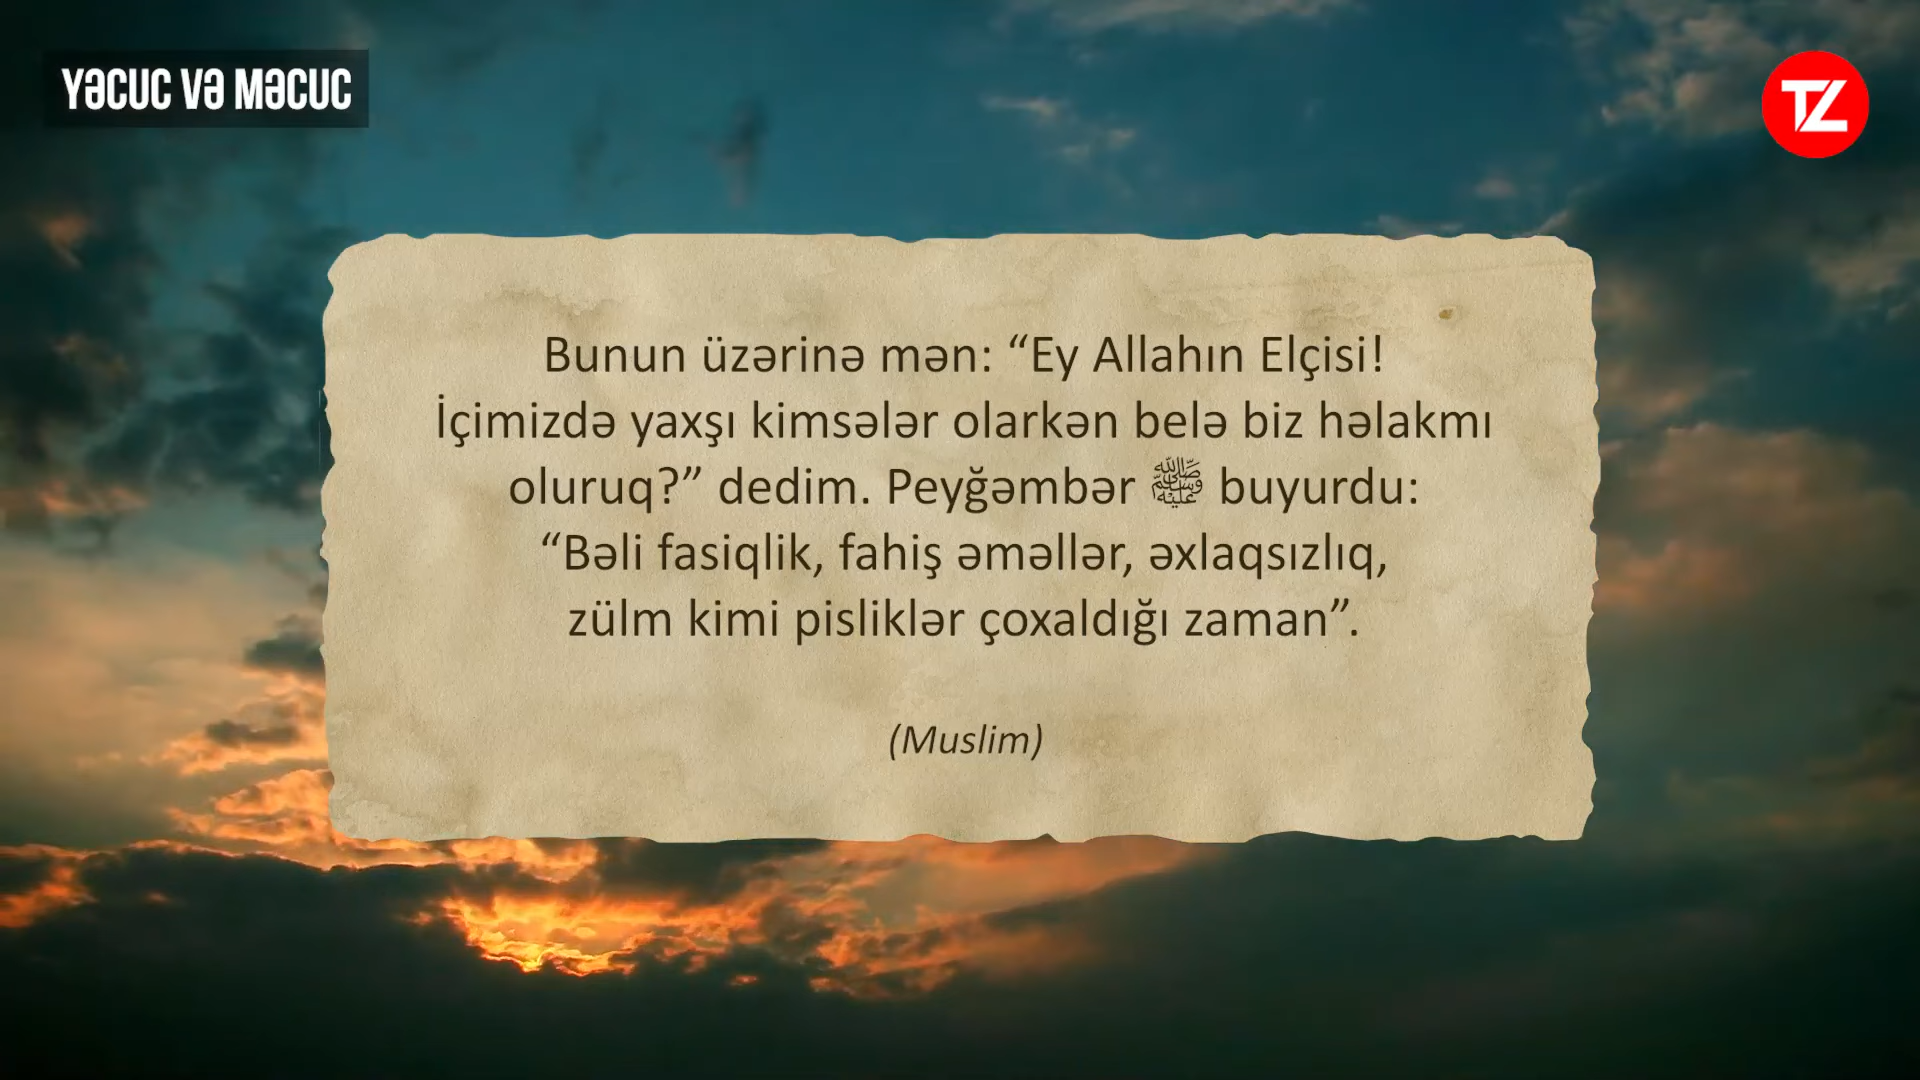 YƏCUC VƏ MƏCUC
TZ
Bunun üzərinə mən: “Ey Allahın Elçisi!
İçimizdə yaxşı kimsələr olarkən belə biz həlakmı
oluruq?” dedim. Peyğəmbər ﷺ buyurdu:
“Bəli fasiqlik, fahiş əməllər, əxlaqsızlıq,
zülm kimi pisliklər çoxaldığı zaman”.
(Muslim)